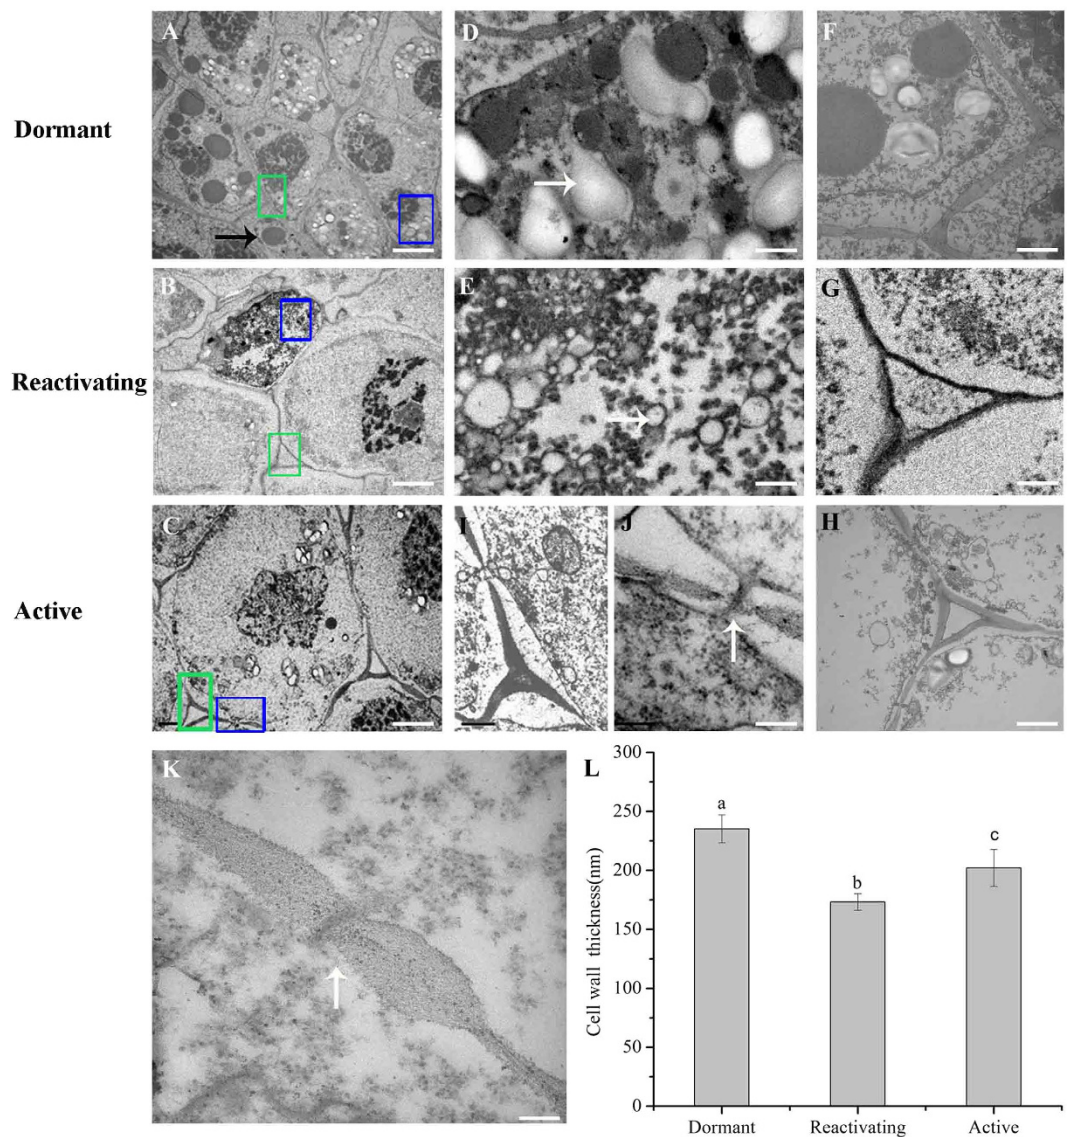 A
D
F
Dormant
B
E
G
Reactivating
C
I
J
H
Active
K
L
300
250
200
150
100
50
0
Cell wall thickness(nm)
a
b
c
Dormant
Reactivating
Active